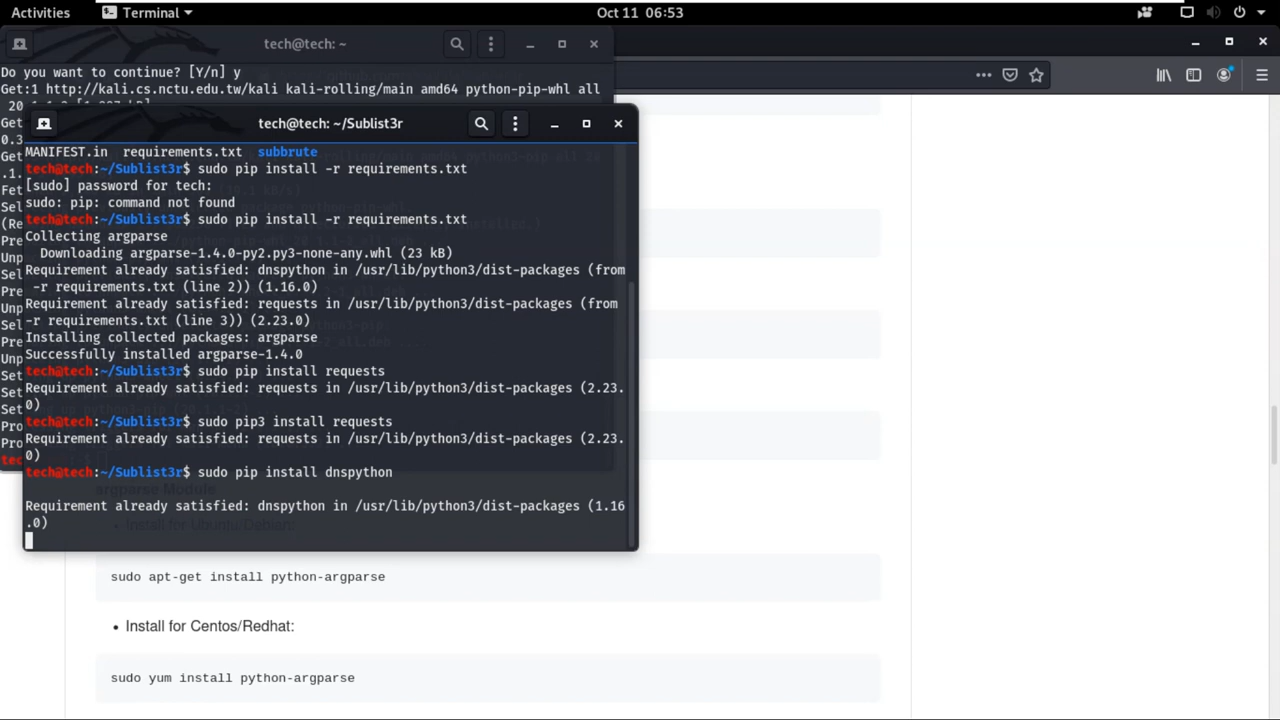 Activities
Terminal
Oct 11 06:53
tech@tech: ~
Do you want to continue? [Y/n] y
Get:1 http://kali.cs.nctu.edu.tw/kali kali-rolling/main amd64 python-pip-whl all
tech@tech: ~/Sublist3r
MANIFEST.in requirements.txt subbrute
tech@tech:~/Sublist3r$ sudo pip install -r requirements.txt
[sudo] password for tech:
sudo: pip: command not found
tech@tech:~/Sublist3r$ sudo pip install -r requirements.txt
Collecting argparse
Downloading argparse-1.4.0-py2.py3-none-any.whl (23 kB)
Requirement already satisfied: dnspython in /usr/lib/python3/dist-packages (from
-r requirements.txt (line 2)) (1.16.0)
Requirement already satisfied: requests in /usr/lib/python3/dist-packages (from
-r requirements.txt (line 3)) (2.23.0)
Installing collected packages: argparse
Successfully installed argparse-1.4.0
tech@tech:~/Sublist3r$ sudo pip install requests
Requirement already satisfied: requests in /usr/lib/python3/dist-packages (2.23.
0)
tech@tech:~/Sublist3r$ sudo pip3 install requests
Requirement already satisfied: requests in /usr/lib/python3/dist-packages (2.23.
0)
tech@tech:~/Sublist3r$ sudo pip install dnspython
argparse Module
Requirement already satisfied: dnspython in /usr/lib/python3/dist-packages (1.16
.0)
• Install for Ubuntu/Debian:
sudo apt-get install python-argparse
• Install for Centos/Redhat:
sudo yum install python-argparse